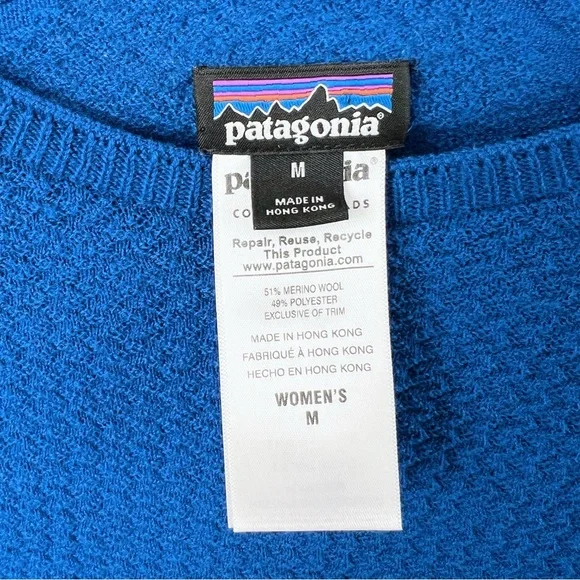 patagonia®
M
MADE IN
HONG KONG
Repair, Reuse, Recycle
This Product
www.patagonia.com
51% MERINO WOOL
49% POLYESTER
EXCLUSIVE OF TRIM
MADE IN HONG KONG
FABRIQUÉ À HONG KONG
HECHO EN HONG KONG
WOMEN'S
M